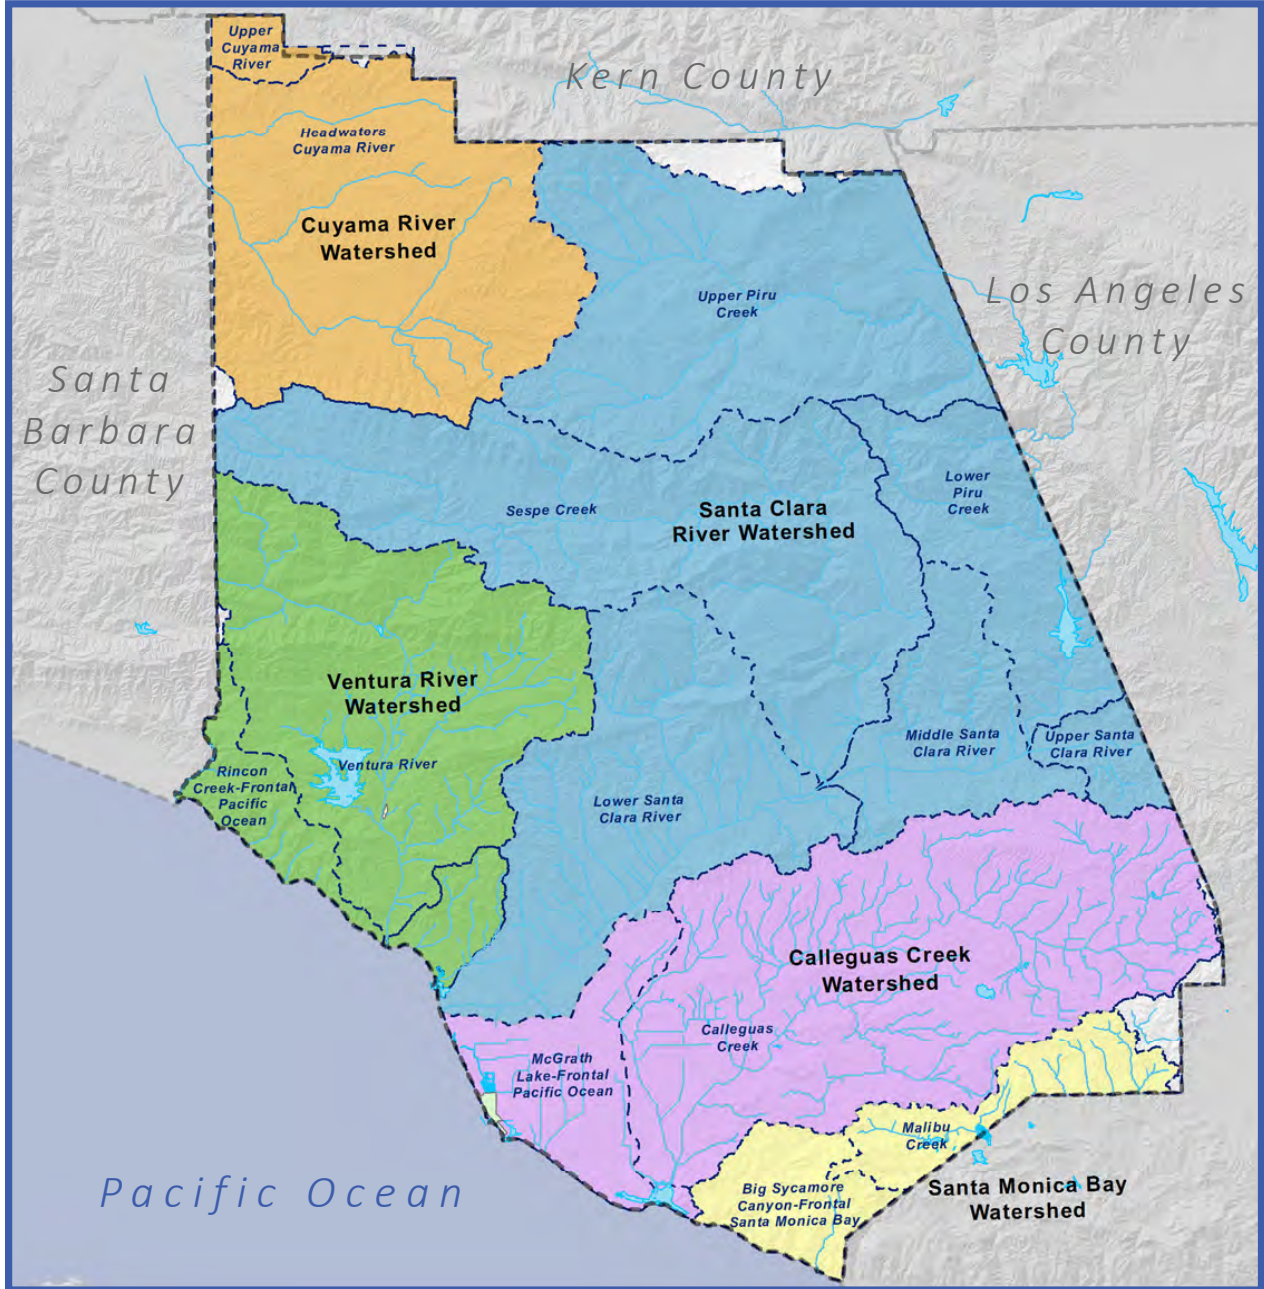 Upper
Cuyama
River
Kern County
Headwaters
Cuyama River
Cuyama River
Watershed
Upper Piru
Creek
Los Angeles
County
Santa
Barbara
County
Lower
Piru
Creek
Sespe Creek
Santa Clara
River Watershed
Ventura River
Watershed
Ventura River
Middle Santa
Clara River
Upper Santa
Clara River
Rincon
Creek-Frontal
Pacific
Ocean
Lower Santa
Clara River
Calleguas Creek
Watershed
Calleguas
Creek
McGrath
Lake-Frontal
Pacific Ocean
Malibu
Creek
Pacific Ocean
Big Sycamore
Canyon-Frontal
Santa Monica Bay
Santa Monica Bay
Watershed